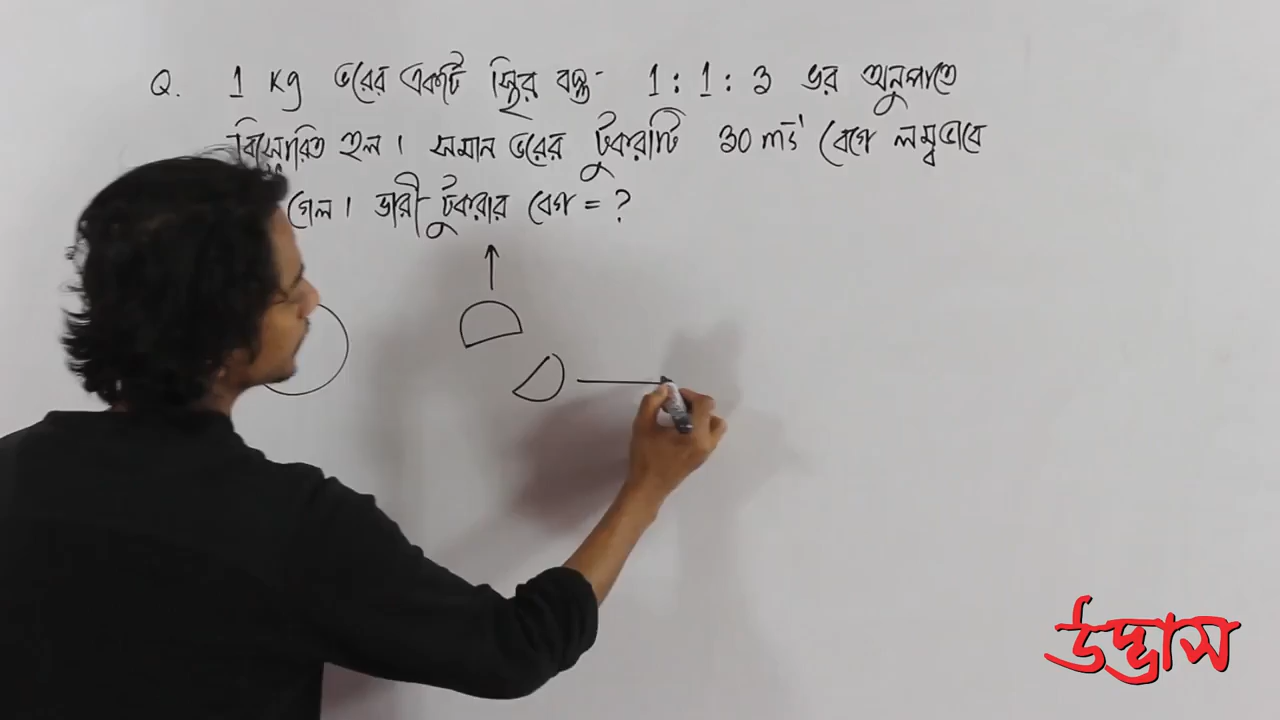 Q. 1 Kg ভরের একটি স্থির বস্তু 1 : 1 : 3 ভর অনুপাতে
বিস্ফোরিত হল । সমান ভরের টুকরাটি 30 ms⁻¹ বেগে লম্বভাবে
গেল । ভারী টুকরার বেগ = ?
উদ্ভাস